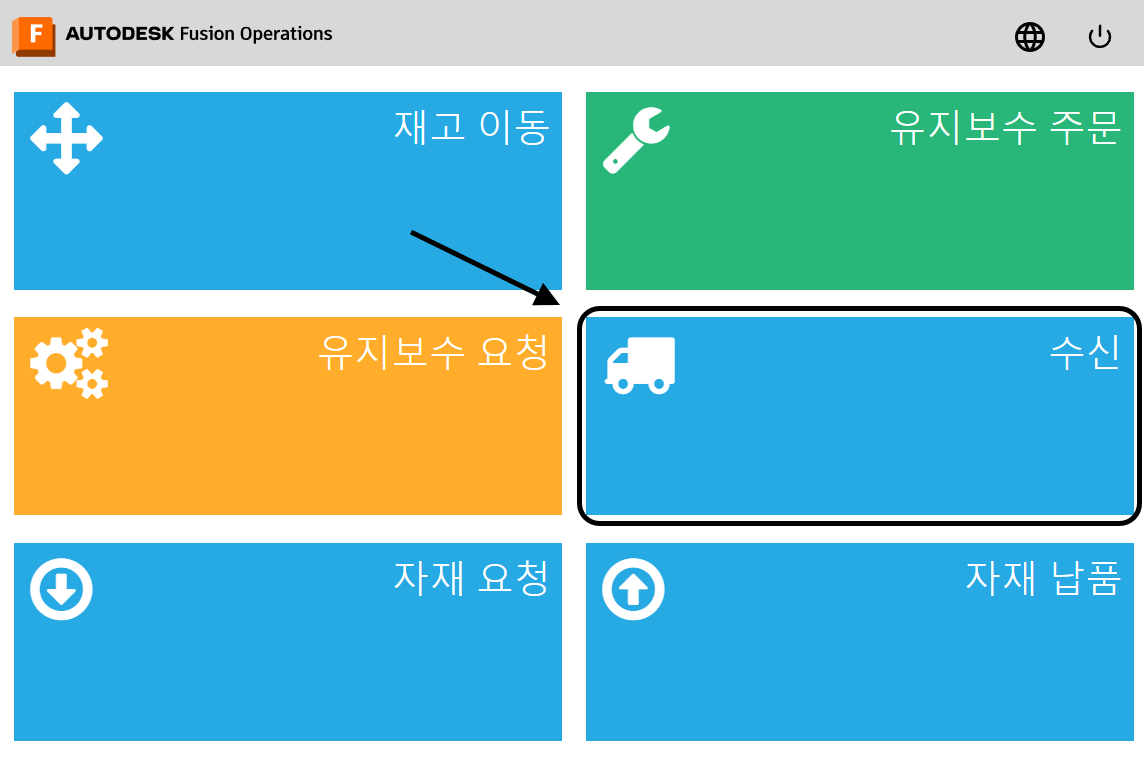 F AUTODESK Fusion Operations
재고 이동
유지보수 주문
유지보수 요청
수신
자재 요청
자재 납품